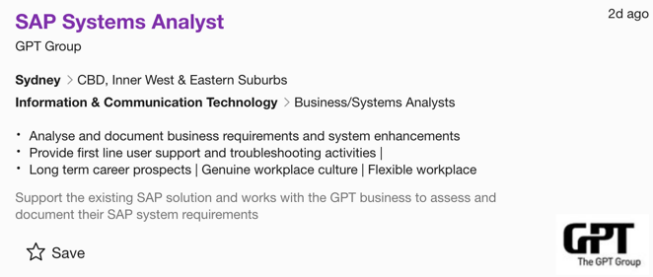 SAP Systems Analyst
2d ago
GPT Group
Sydney > CBD, Inner West & Eastern Suburbs
Information & Communication Technology > Business/Systems Analysts
• Analyse and document business requirements and system enhancements
• Provide first line user support and troubleshooting activities |
• Long term career prospects | Genuine workplace culture | Flexible workplace
Support the existing SAP solution and works with the GPT business to assess and
document their SAP system requirements
Save
GPT
The GPT Group